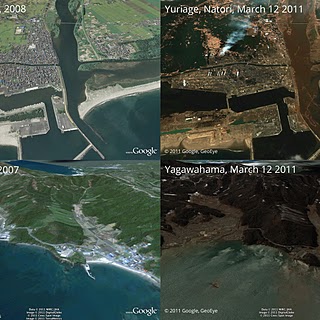 , 2008
Yuriage, Natori, March 12 2011
Google
© 2011 Google, GeoEye
2007
Yagawahama, March 12 2011
Google
© 2011 Google, GeoEye